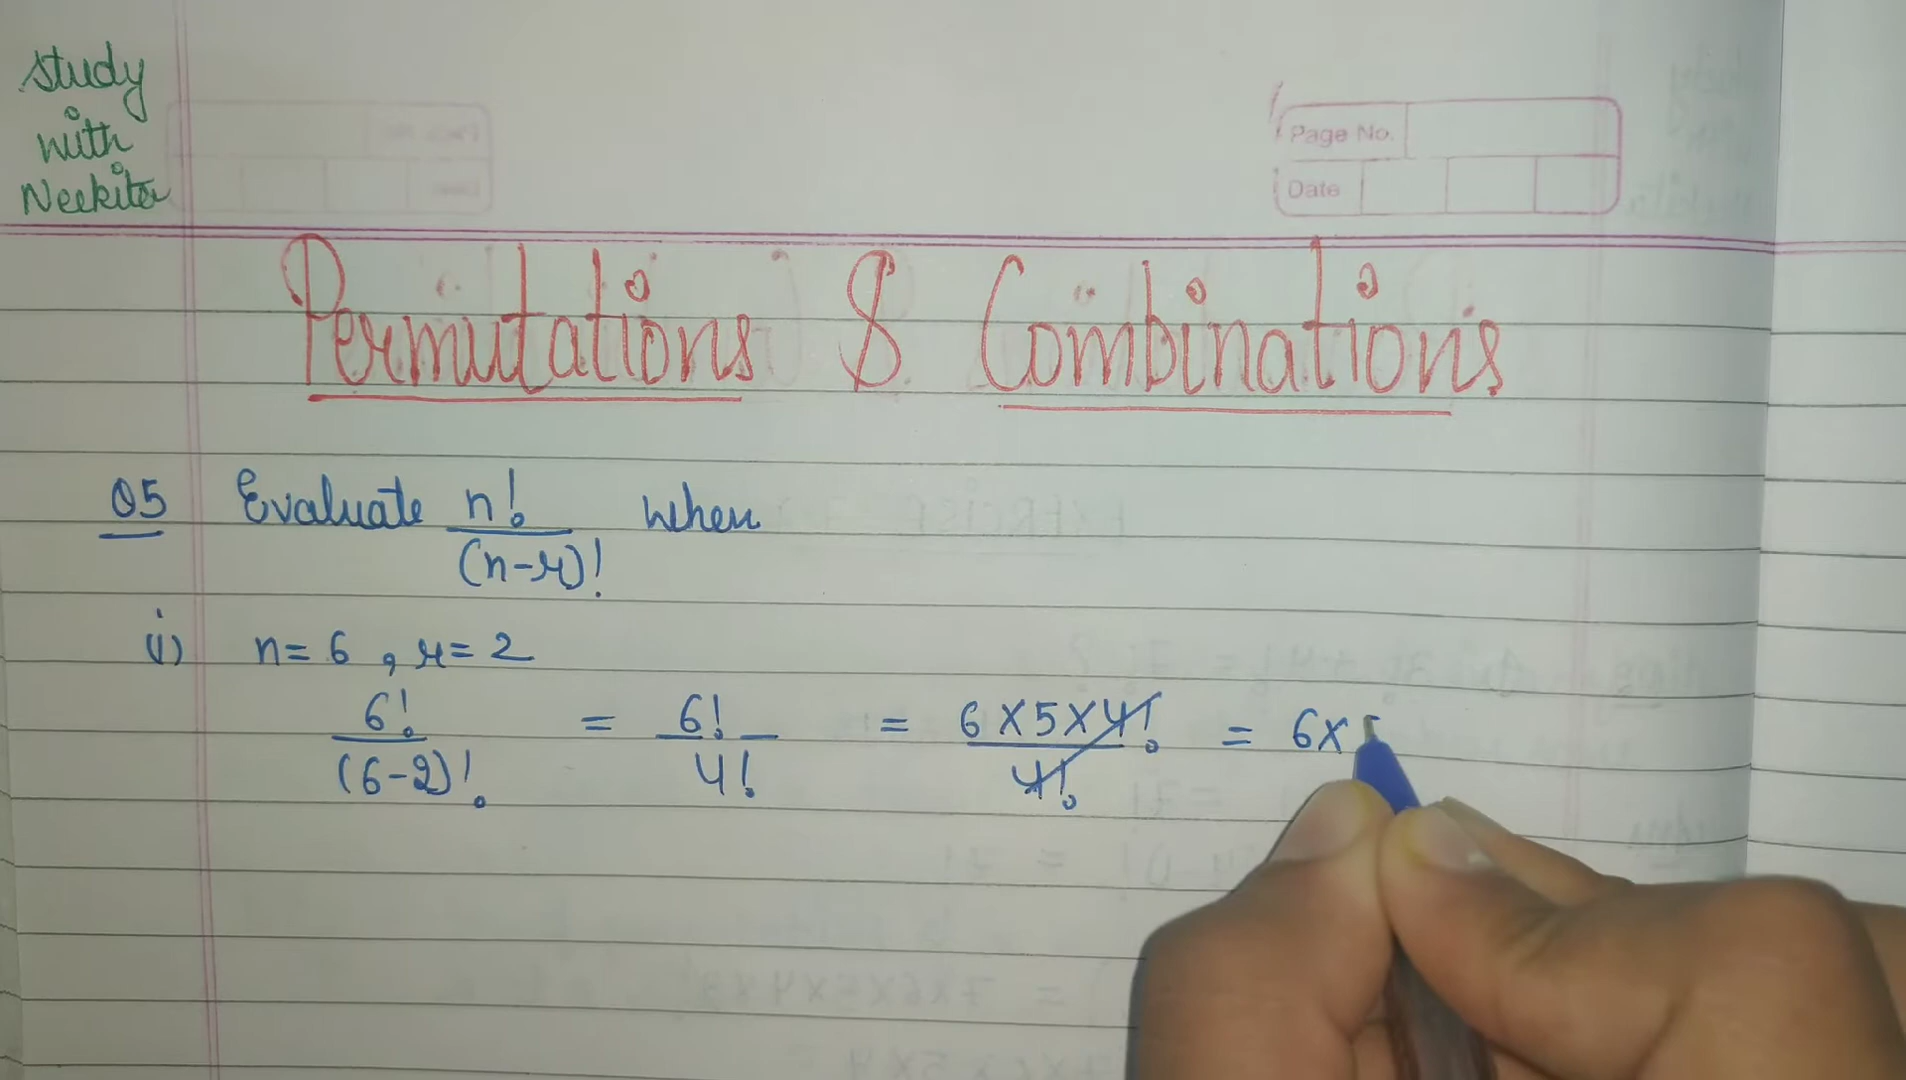 Study
with
Neekita
Page No.
Date
Permutations & Combinations
Q5 Evaluate n!/(n-r)! when
(i) n=6, r=2
6!/(6-2)! = 6!/4! = 6×5×4!/4! = 6×